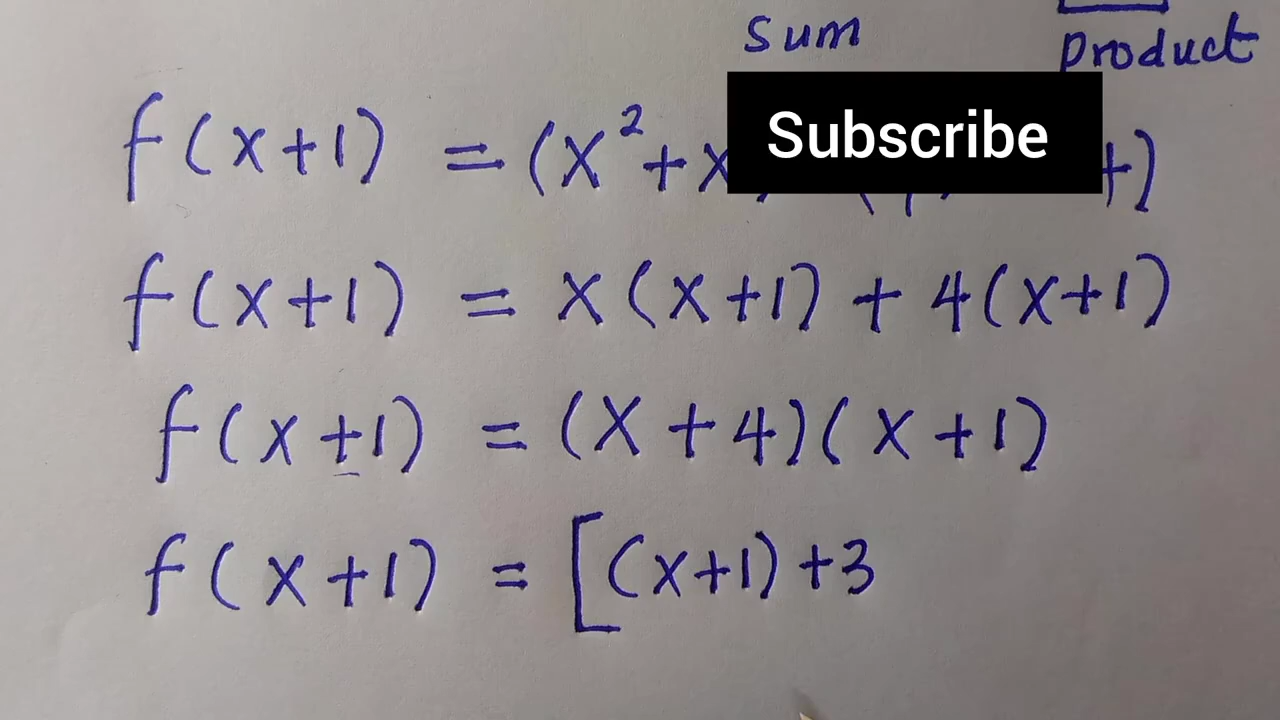 Sum
Product
Subscribe
f(x+1) = (x²+x
f(x+1) = x(x+1) + 4(x+1)
f(x+1) = (x+4)(x+1)
f(x+1) = [(x+1)+3